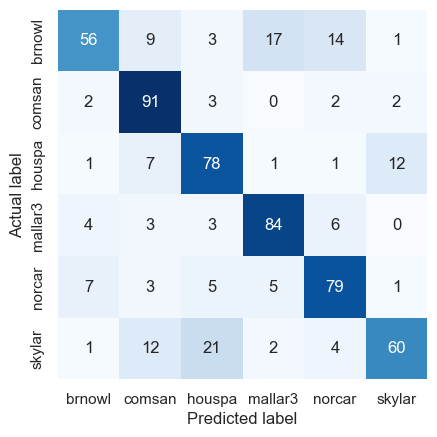 brnowl 56 9 3 17 14 1
comsan 2 91 3 0 2 2
houspa 1 7 78 1 1 12
mallar3 4 3 3 84 6 0
norcar 7 3 5 5 79 1
skylar 1 12 21 2 4 60
Actual label
brnowl comsan houspa mallar3 norcar skylar
Predicted label